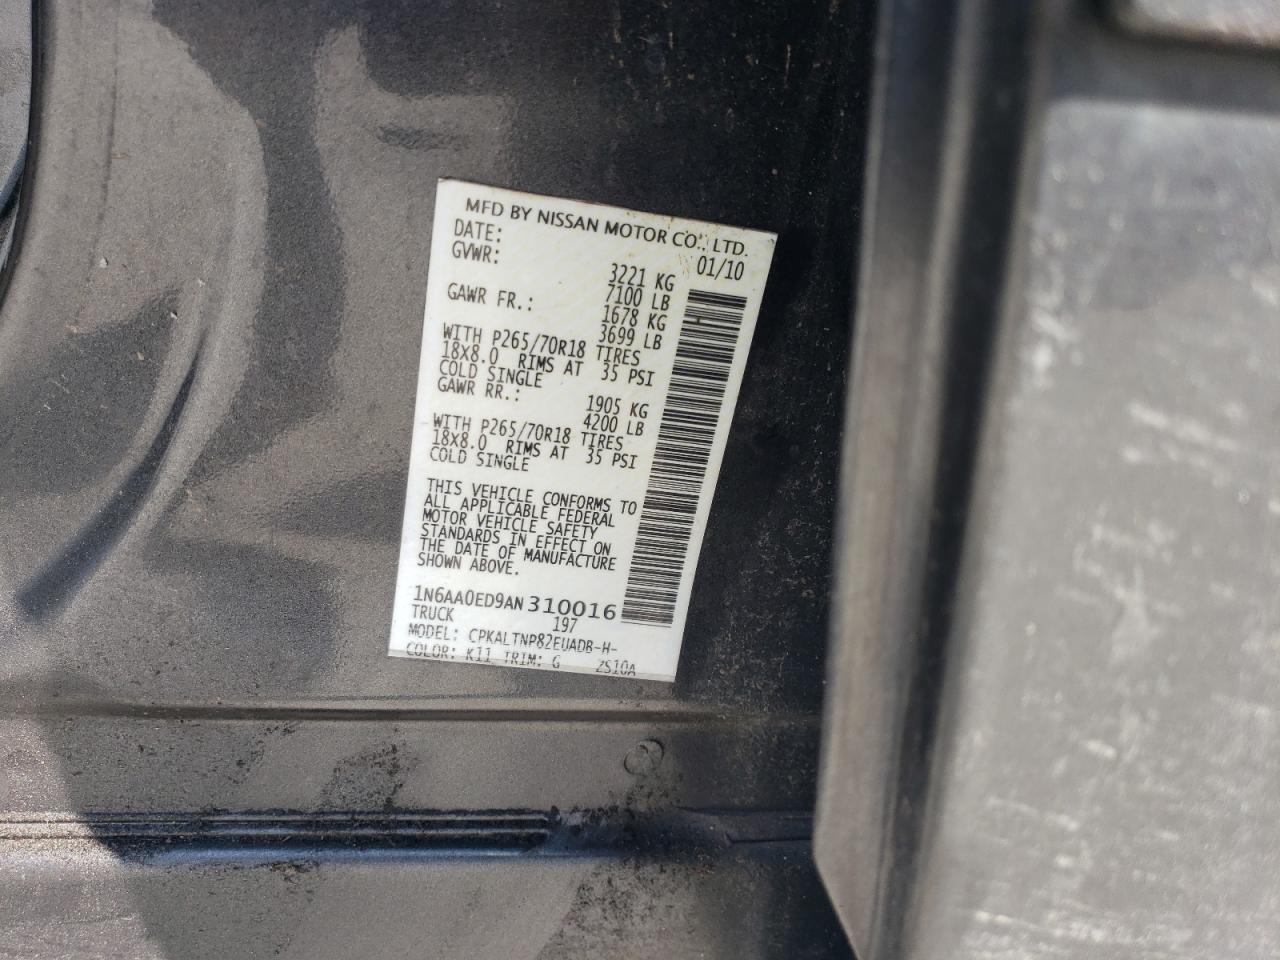 MFD BY NISSAN MOTOR CO., LTD.
DATE: 01/10
GVWR: 3221 KG
7100 LB
GAWR FR.: 1678 KG
3699 LB
WITH P265/70R18 TIRES
18X8.0 RIMS AT 35 PSI
COLD SINGLE
GAWR RR.: 1905 KG
4200 LB
WITH P265/70R18 TIRES
18X8.0 RIMS AT 35 PSI
COLD SINGLE
THIS VEHICLE CONFORMS TO
ALL APPLICABLE FEDERAL
MOTOR VEHICLE SAFETY
STANDARDS IN EFFECT ON
THE DATE OF MANUFACTURE
SHOWN ABOVE.
1N6AA0ED9AN310016
TRUCK 197
MODEL: CPKALTNP82EUADB-H-
COLOR: K11 TRIM: G ZS10A